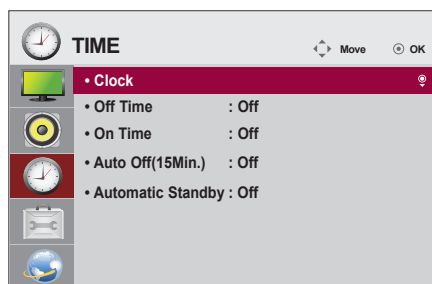 TIME
Move
OK
• Clock
• Off Time : Off
• On Time : Off
• Auto Off(15Min.) : Off
• Automatic Standby : Off